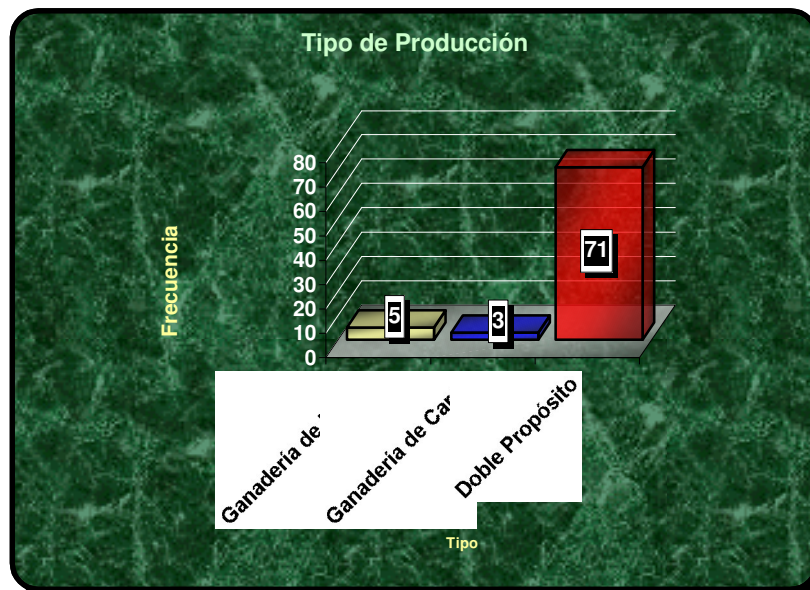 Tipo de Producción
Frecuencia
80
70
60
50
40
30
20
10
0
5
3
71
Ganadería de
Ganadería de Car
Doble Propósito
Tipo